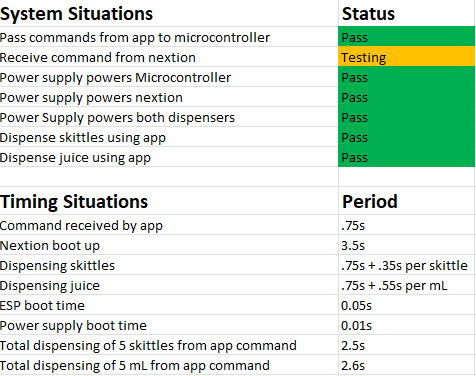 System Situations Status
Pass commands from app to microcontroller Pass
Receive command from nextion Testing
Power supply powers Microcontroller Pass
Power supply powers nextion Pass
Power Supply powers both dispensers Pass
Dispense skittles using app Pass
Dispense juice using app Pass
Timing Situations Period
Command received by app .75s
Nextion boot up 3.5s
Dispensing skittles .75s + .35s per skittle
Dispensing juice .75s + .55s per mL
ESP boot time 0.05s
Power supply boot time 0.01s
Total dispensing of 5 skittles from app command 2.5s
Total dispensing of 5 mL from app command 2.6s